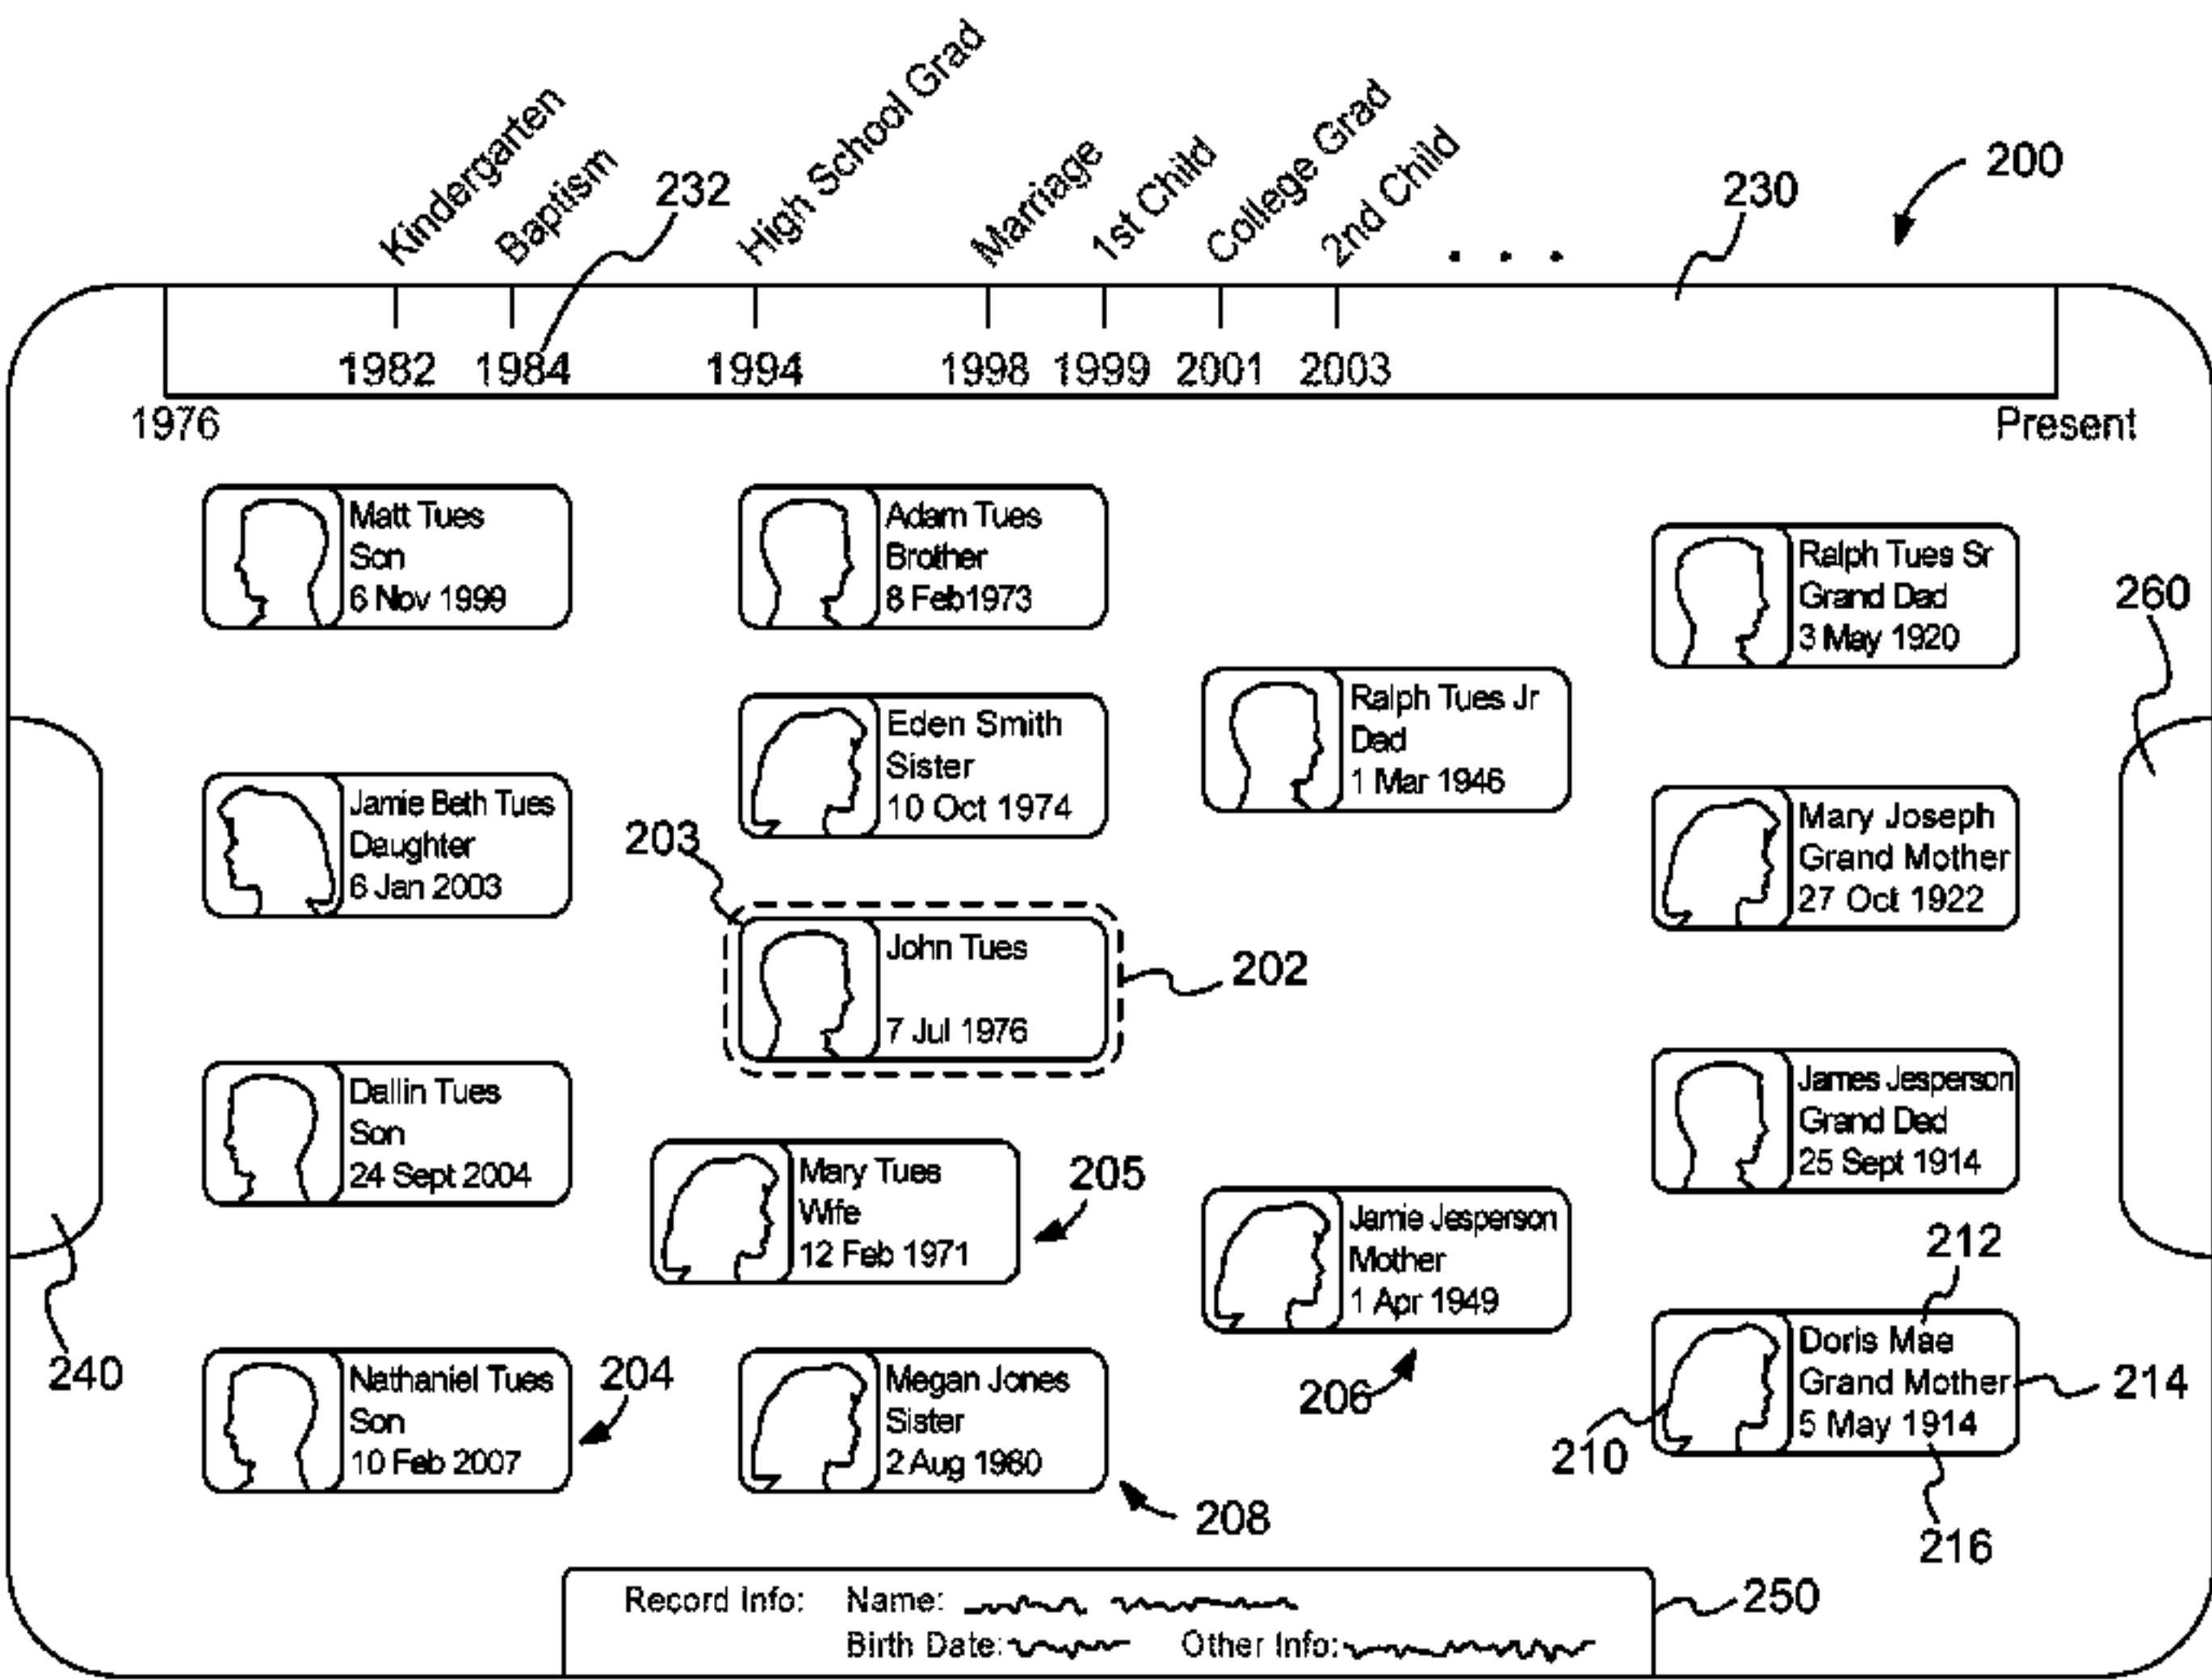 Kindergarten
Baptism
232
High School Grad
Marriage
1st Child
College Grad
2nd Child
. . .
230
200
1982
1984
1994
1998
1999
2001
2003
1976
Present
Matt Tues
Son
6 Nov 1999
Adam Tues
Brother
8 Feb1973
Ralph Tues Sr
Grand Dad
3 May 1920
260
Eden Smith
Sister
10 Oct 1974
Ralph Tues Jr
Dad
1 Mar 1946
Jamie Beth Tues
Daughter
6 Jan 2003
203
Mary Joseph
Grand Mother
27 Oct 1922
John Tues
7 Jul 1976
202
Dallin Tues
Son
24 Sept 2004
James Jesperson
Grand Dad
25 Sept 1914
Mary Tues
Wife
12 Feb 1971
205
Jamie Jesperson
Mother
1 Apr 1949
206
212
Doris Mae
Grand Mother
5 May 1914
214
210
216
240
Nathaniel Tues
Son
10 Feb 2007
204
Megan Jones
Sister
2 Aug 1980
208
Record Info: Name:
Birth Date: Other Info:
250